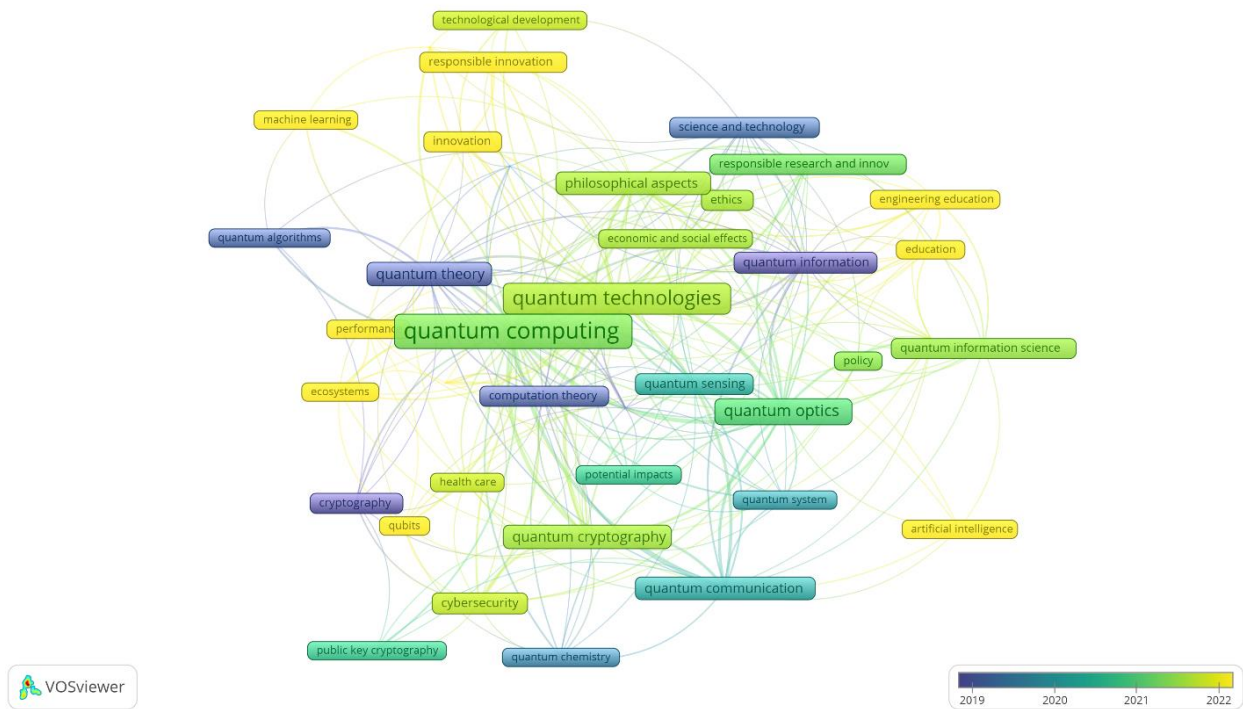 technological development
responsible innovation
machine learning
science and technology
innovation
responsible research and innov
philosophical aspects
ethics
engineering education
quantum algorithms
economic and social effects
education
quantum information
quantum theory
quantum technologies
performanc
quantum computing
quantum information science
policy
quantum sensing
ecosystems
computation theory
quantum optics
potential impacts
health care
quantum system
cryptography
qubits
artificial intelligence
quantum cryptography
quantum communication
cybersecurity
public key cryptography
quantum chemistry
VOSviewer
2019 2020 2021 2022